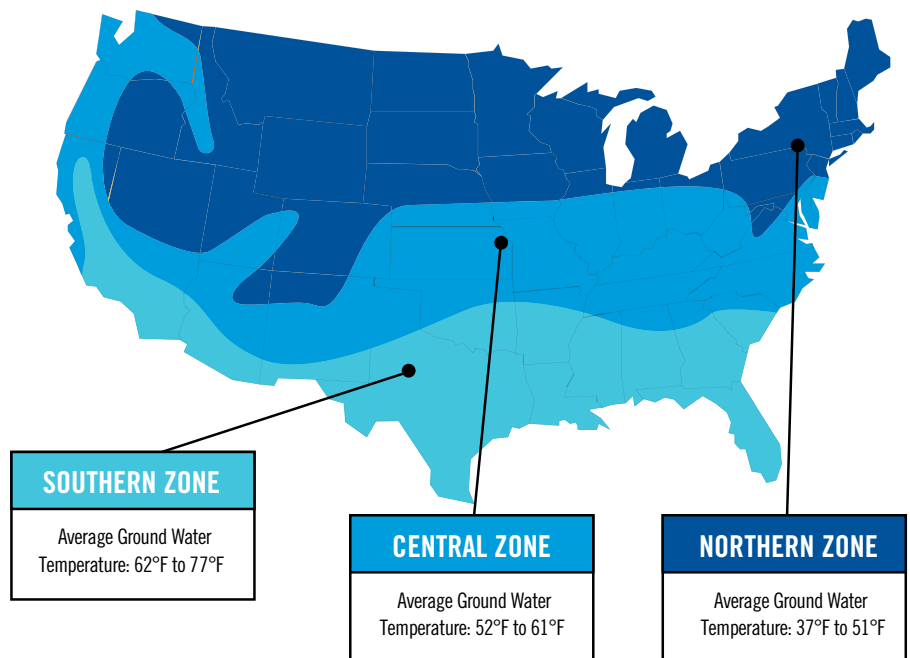 SOUTHERN ZONE
Average Ground Water
Temperature: 62°F to 77°F
CENTRAL ZONE
Average Ground Water
Temperature: 52°F to 61°F
NORTHERN ZONE
Average Ground Water
Temperature: 37°F to 51°F